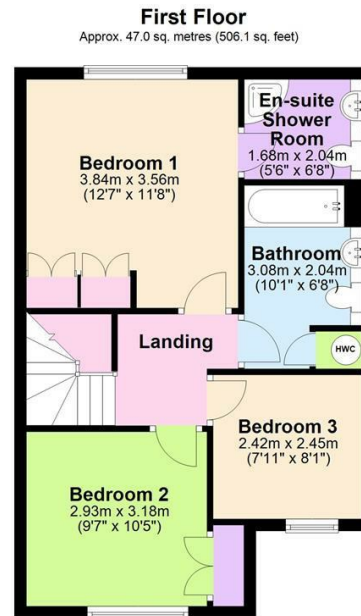 First Floor
Approx. 47.0 sq. metres (506.1 sq. feet)
En-suite
Shower
Room
1.68m x 2.04m
(5'6" x 6'8")
Bedroom 1
3.84m x 3.56m
(12'7" x 11'8")
Bathroom
3.08m x 2.04m
(10'1" x 6'8")
Landing
HWC
Bedroom 3
2.42m x 2.45m
(7'11" x 8'1")
Bedroom 2
2.93m x 3.18m
(9'7" x 10'5")